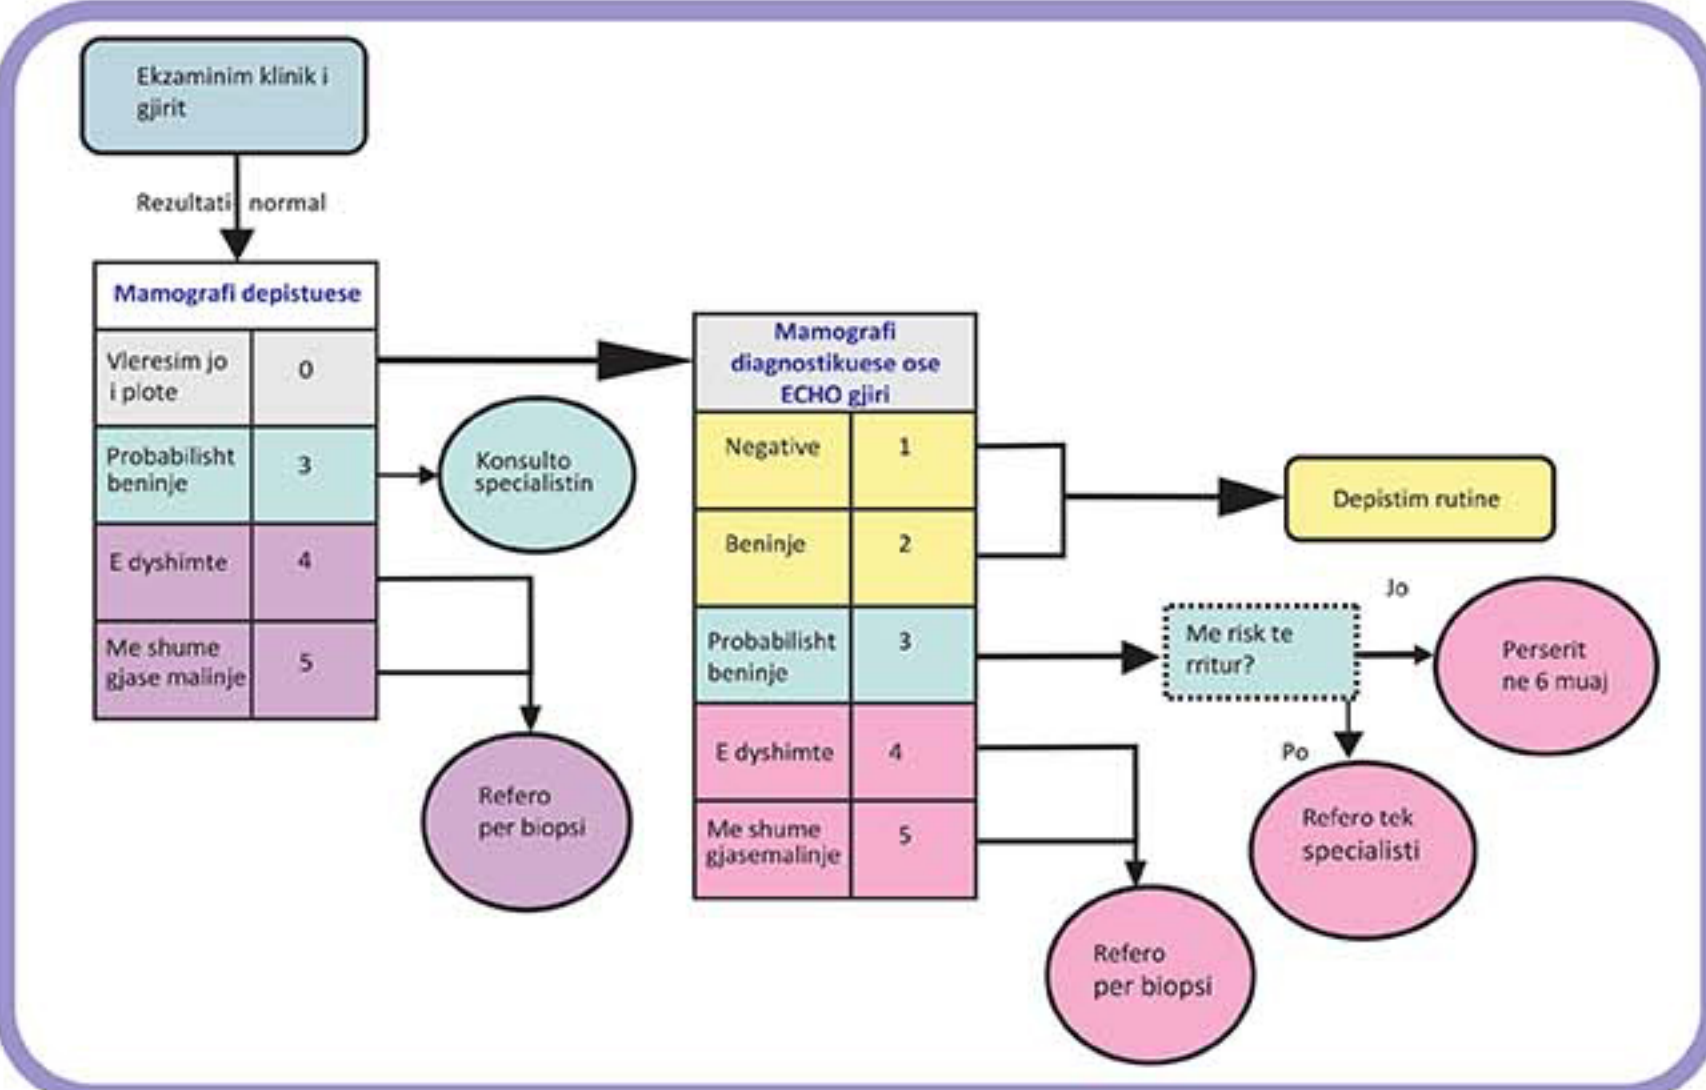 Ekzaminim klinik i
gjirit
Rezultati normal
Mamografi depistuese
Vleresim jo
i plote
0
Probabilisht
beninje
3
E dyshimte
4
Me shume
gjase malinje
5
Konsulto
specialistin
Refero
per biopsi
Mamografi
diagnostikuese ose
ECHO gjiri
Negative
1
Beninje
2
Probabilisht
beninje
3
E dyshimte
4
Me shume
gjasemalinje
5
Depistim rutine
Me risk te
rritur?
Jo
Perserit
ne 6 muaj
Po
Refero tek
specialisti
Refero
per biopsi